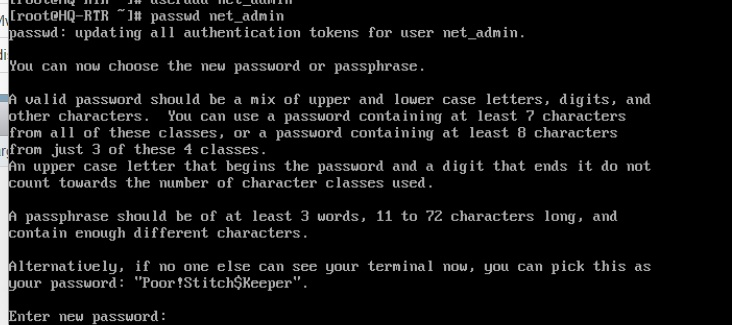 [root@HQ-RTR ~]# useradd net_admin
[root@HQ-RTR ~]# passwd net_admin
passwd: updating all authentication tokens for user net_admin.
You can now choose the new password or passphrase.
A valid password should be a mix of upper and lower case letters, digits, and
other characters.  You can use a password containing at least 7 characters
from all of these classes, or a password containing at least 8 characters
from just 3 of these 4 classes.
An upper case letter that begins the password and a digit that ends it do not
count towards the number of character classes used.
A passphrase should be of at least 3 words, 11 to 72 characters long, and
contain enough different characters.
Alternatively, if no one else can see your terminal now, you can pick this as
your password: "Poor!Stitch$Keeper".
Enter new password: